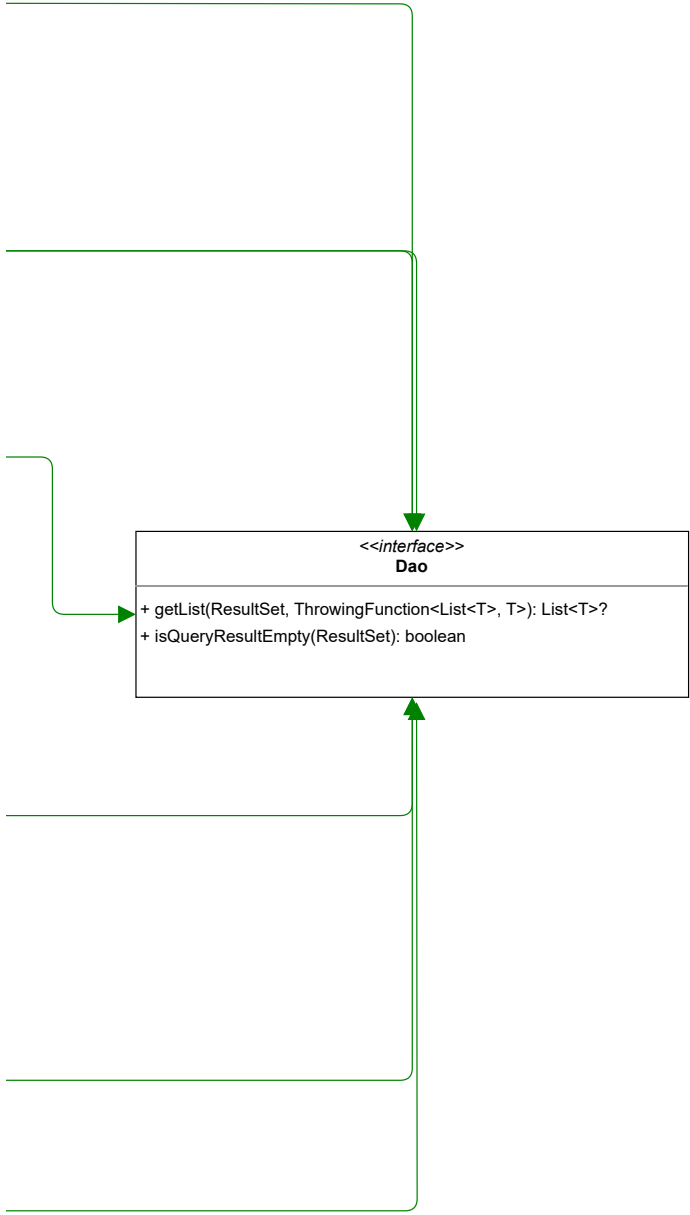 <<interface>>
Dao
+ getList(ResultSet, ThrowingFunction<List<T>, T>): List<T>?
+ isQueryResultEmpty(ResultSet): boolean